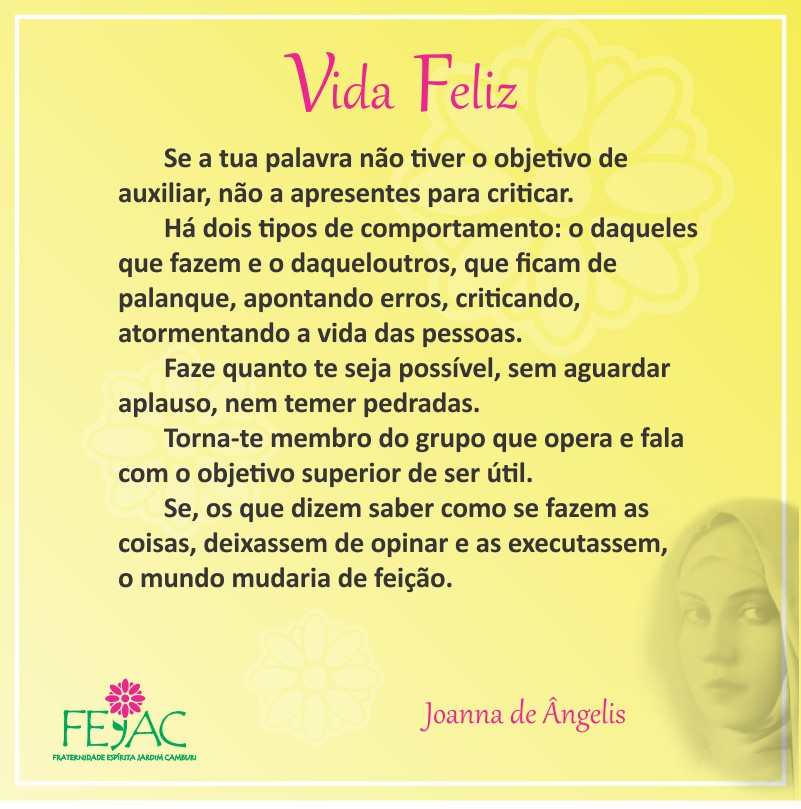 Vida Feliz
Se a tua palavra não tiver o objetivo de
auxiliar, não a apresentes para criticar.
Há dois tipos de comportamento: o daqueles
que fazem e o daqueloutros, que ficam de
palanque, apontando erros, criticando,
atormentando a vida das pessoas.
Faze quanto te seja possível, sem aguardar
aplauso, nem temer pedradas.
Torna-te membro do grupo que opera e fala
com o objetivo superior de ser útil.
Se, os que dizem saber como se fazem as
coisas, deixassem de opinar e as executassem,
o mundo mudaria de feição.
Joanna de Ângelis
FEJAC
FRATERNIDADE ESPÍRITA JARDIM CAMBURI